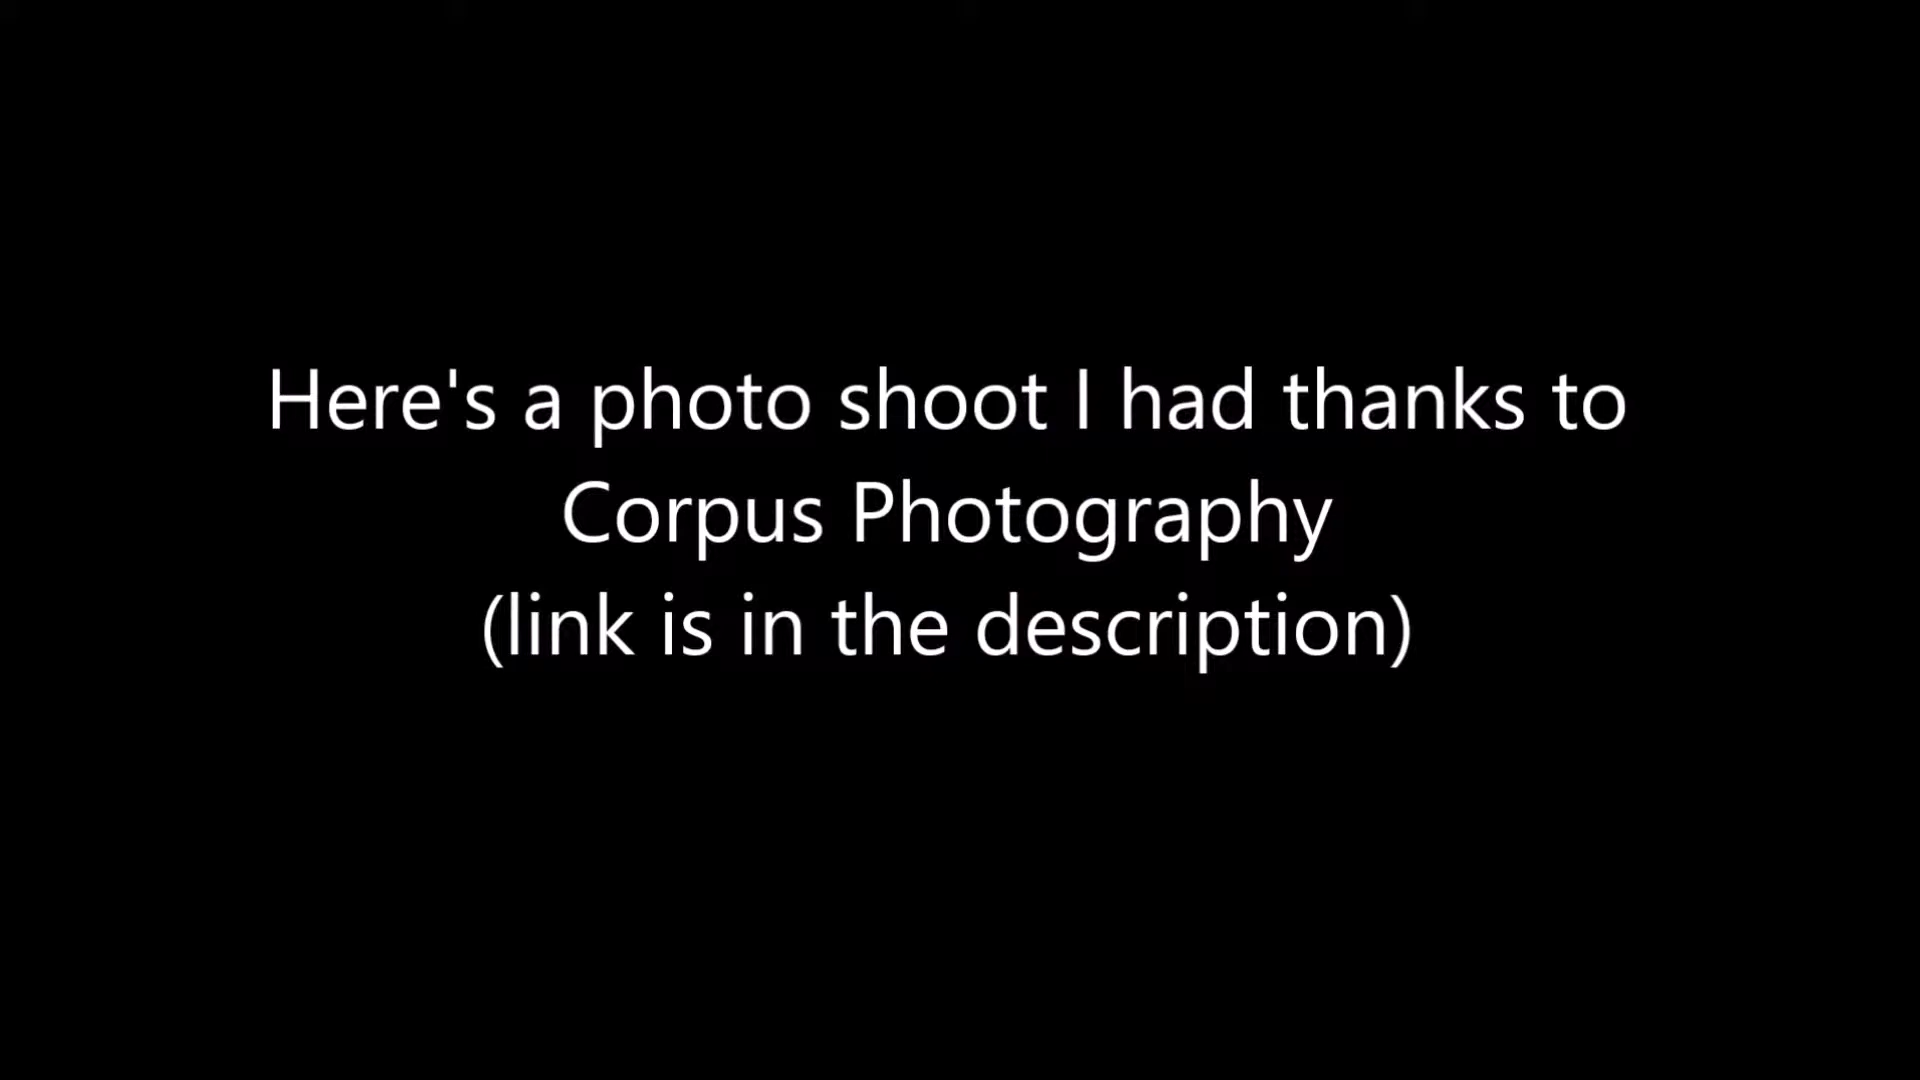 Here's a photo shoot I had thanks to
Corpus Photography
(link is in the description)